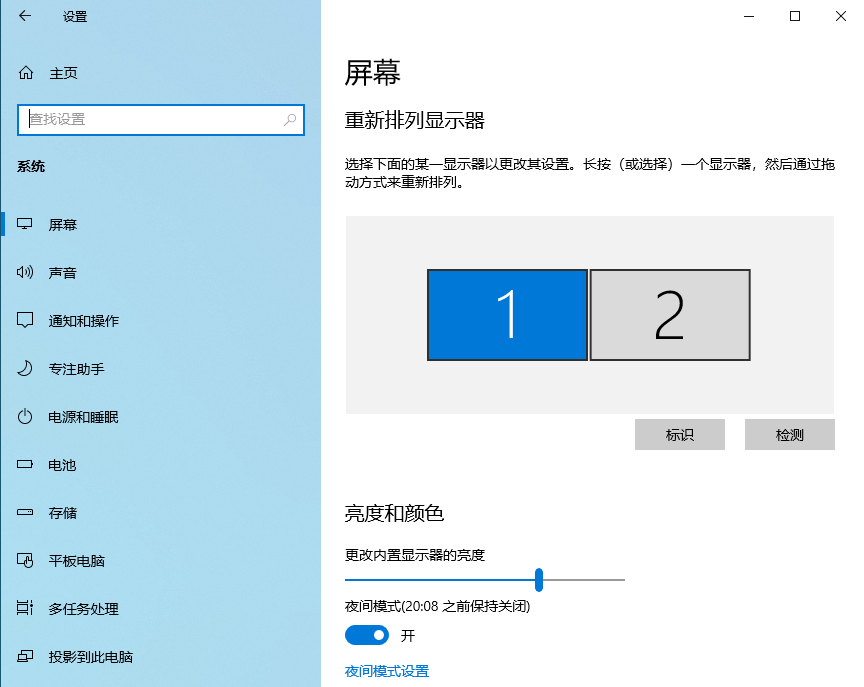 设置
主页
查找设置
系统
屏幕
声音
通知和操作
专注助手
电源和睡眠
电池
存储
平板电脑
多任务处理
投影到此电脑
屏幕
重新排列显示器
选择下面的某一显示器以更改其设置。长按（或选择）一个显示器，然后通过拖
动方式来重新排列。
1
2
标识
检测
亮度和颜色
更改内置显示器的亮度
夜间模式(20:08 之前保持关闭)
开
夜间模式设置